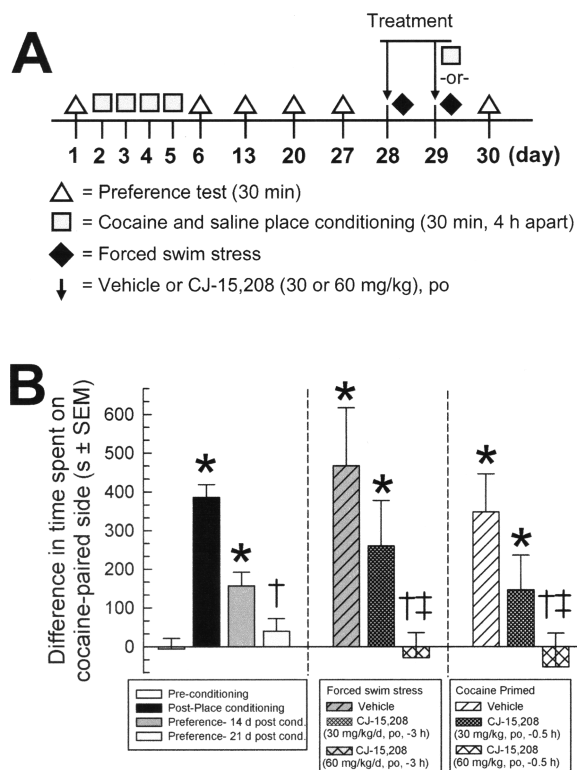 A
Treatment
-or-
1 2 3 4 5 6 13 20 27 28 29 30 (day)
= Preference test (30 min)
= Cocaine and saline place conditioning (30 min, 4 h apart)
= Forced swim stress
= Vehicle or CJ-15,208 (30 or 60 mg/kg), po
B
Difference in time spent on
cocaine-paired side (s ± SEM)
600
500
400
300
200
100
0
* * † * * †‡ * * †‡
Pre-conditioning
Post-Place conditioning
Preference- 14 d post cond.
Preference- 21 d post cond.
Forced swim stress
Vehicle
CJ-15,208
(30 mg/kg/d, po, -3 h)
CJ-15,208
(60 mg/kg/d, po, -3 h)
Cocaine Primed
Vehicle
CJ-15,208
(30 mg/kg, po, -0.5 h)
CJ-15,208
(60 mg/kg, po, -0.5 h)